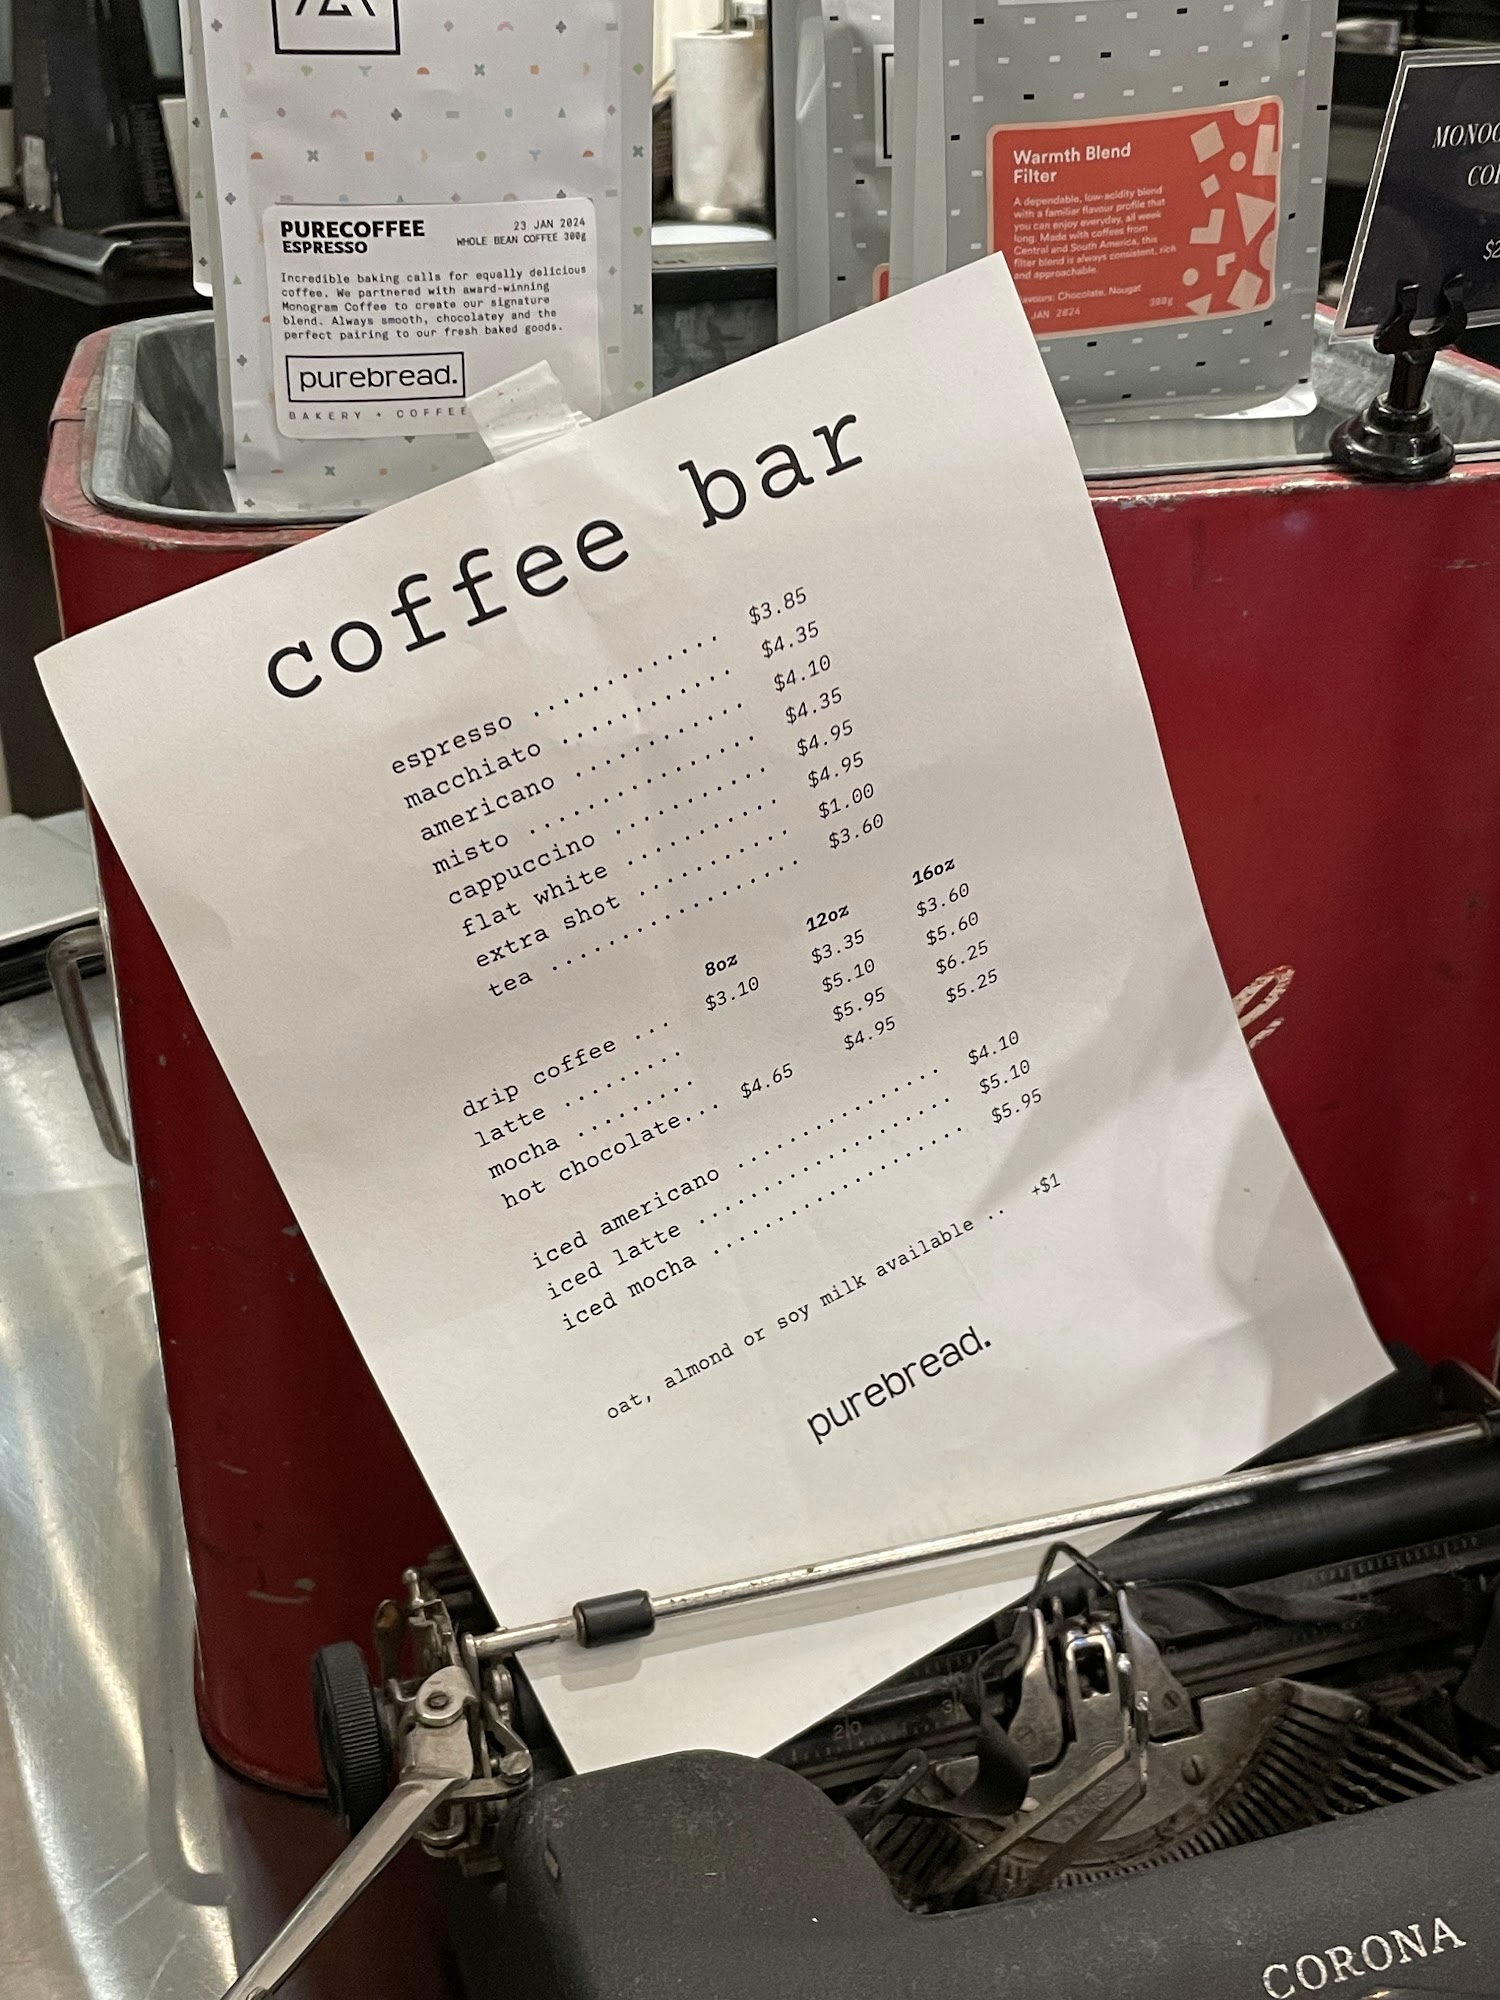 PURECOFFEE
ESPRESSO
23 JAN 2024
WHOLE BEAN COFFEE 300g
Incredible baking calls for equally delicious
coffee. We partnered with award-winning
Monogram Coffee to create our signature
blend. Always smooth, chocolatey and the
perfect pairing to our fresh baked goods.
purebread.
BAKERY + COFFEE
Warmth Blend
Filter
A dependable, low-acidity blend
with a familiar flavour profile that
you can enjoy everyday, all week
long. Made with coffees from
Central and South America, this
filter blend is always consistent, rich
and approachable.
avours: Chocolate, Nougat
JAN 2024
300g
MONOG
CO
$2
coffee bar
espresso ............ $3.85
macchiato ............ $4.35
americano ............ $4.10
misto ................ $4.35
cappuccino ........... $4.95
flat white ........... $4.95
extra shot ........... $1.00
tea .................. $3.60
8oz 12oz 16oz
drip coffee ... $3.10 $3.35 $3.60
latte ......... $5.10 $5.60
mocha ......... $5.95 $6.25
hot chocolate... $4.65 $4.95 $5.25
iced americano ............... $4.10
iced latte ................... $5.10
iced mocha ................... $5.95
oat, almond or soy milk available .. +$1
purebread.
20
CORONA